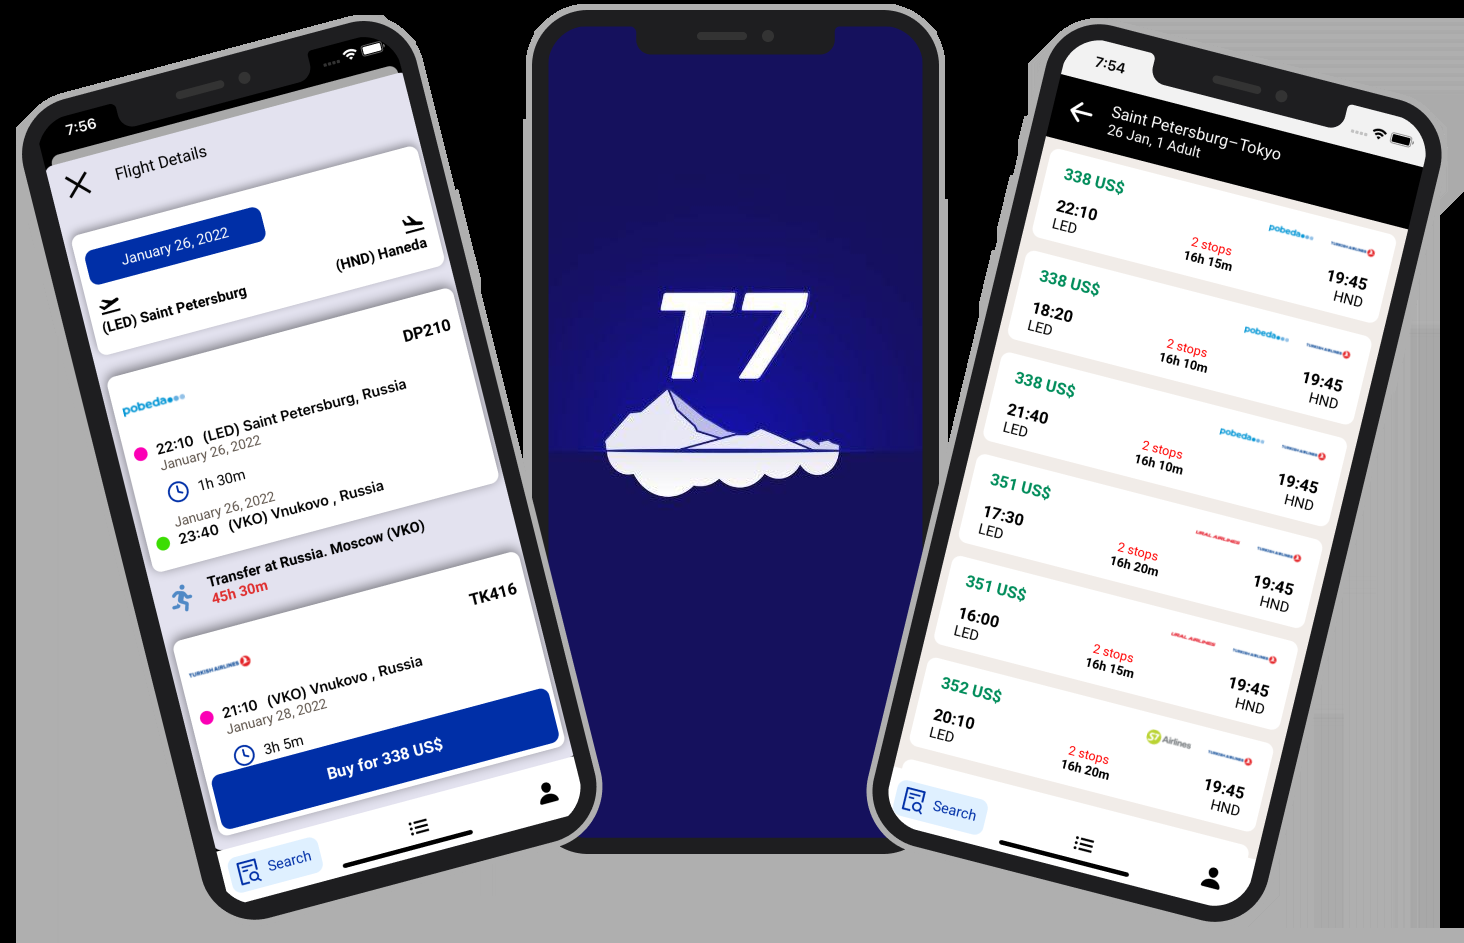 7:56
Flight Details
January 26, 2022
(HND) Haneda
(LED) Saint Petersburg
DP210
pobeda
22:10 (LED) Saint Petersburg, Russia
January 26, 2022
1h 30m
January 26, 2022
23:40 (VKO) Vnukovo , Russia
Transfer at Russia. Moscow (VKO)
45h 30m
TK416
TURKISH AIRLINES
21:10 (VKO) Vnukovo , Russia
January 28, 2022
3h 5m
Buy for 338 US$
Search
T7
7:54
Saint Petersburg–Tokyo
26 Jan, 1 Adult
338 US$
pobeda TURKISH AIRLINES
22:10 2 stops 19:45
LED 16h 15m HND
338 US$
pobeda TURKISH AIRLINES
18:20 2 stops 19:45
LED 16h 10m HND
338 US$
pobeda TURKISH AIRLINES
21:40 2 stops 19:45
LED 16h 10m HND
351 US$
URAL AIRLINES TURKISH AIRLINES
17:30 2 stops 19:45
LED 16h 20m HND
351 US$
URAL AIRLINES TURKISH AIRLINES
16:00 2 stops 19:45
LED 16h 15m HND
352 US$
S7 Airlines TURKISH AIRLINES
20:10 2 stops 19:45
LED 16h 20m HND
Search